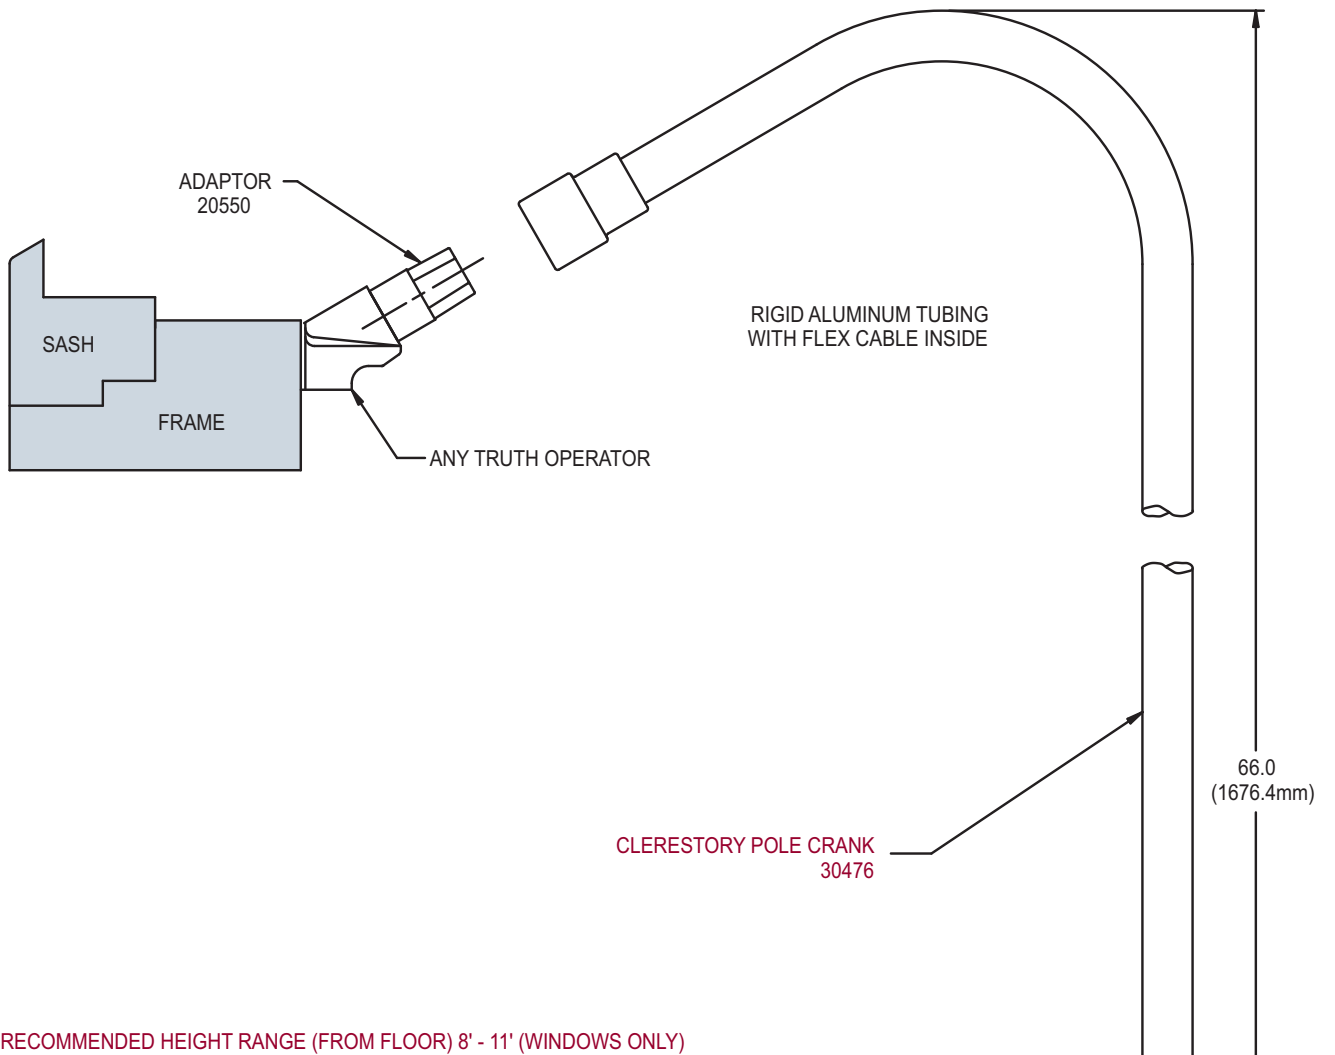 ADAPTOR
20550
SASH
FRAME
ANY TRUTH OPERATOR
RIGID ALUMINUM TUBING
WITH FLEX CABLE INSIDE
66.0
(1676.4mm)
CLERESTORY POLE CRANK
30476
RECOMMENDED HEIGHT RANGE (FROM FLOOR) 8' - 11' (WINDOWS ONLY)